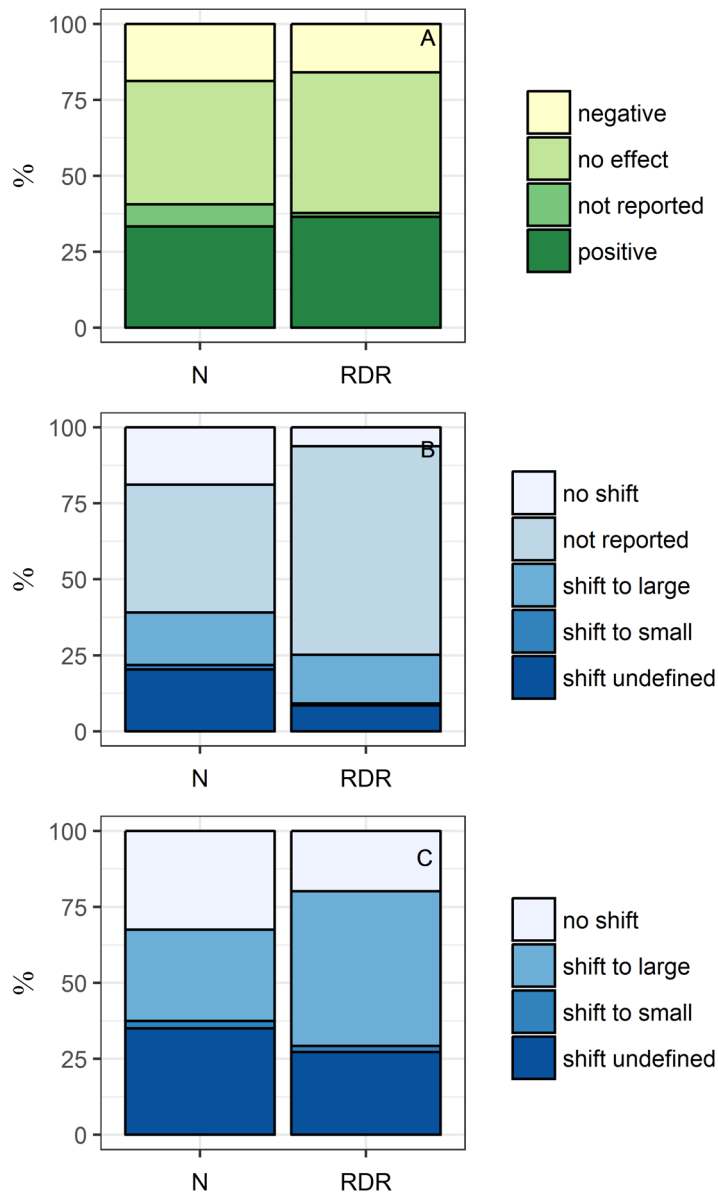 100
75
50
25
0
%
A
N
RDR
negative
no effect
not reported
positive
100
75
50
25
0
%
B
N
RDR
no shift
not reported
shift to large
shift to small
shift undefined
100
75
50
25
0
%
C
N
RDR
no shift
shift to large
shift to small
shift undefined